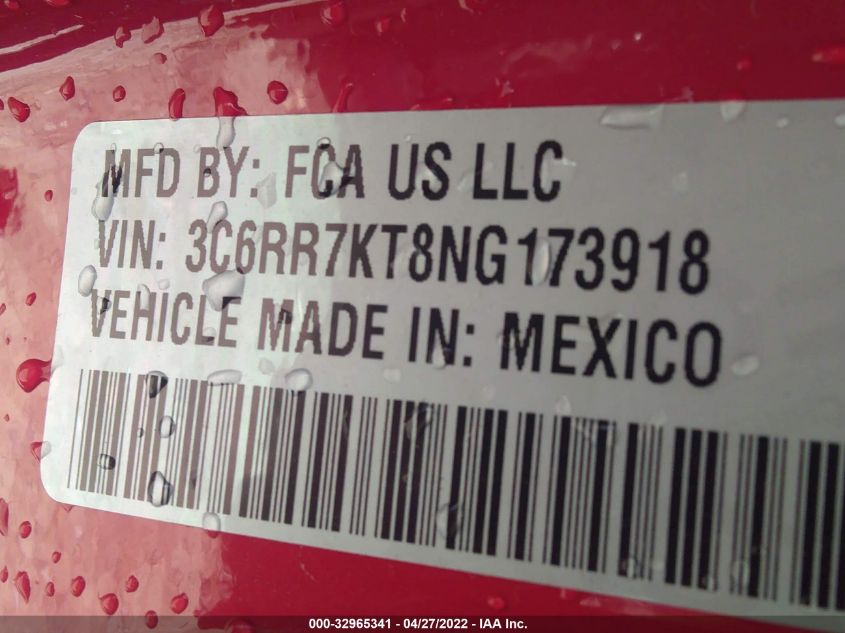 MFD BY: FCA US LLC
VIN: 3C6RR7KT8NG173918
VEHICLE MADE IN: MEXICO
000-32965341 / 04/27/2022 - IAA Inc.